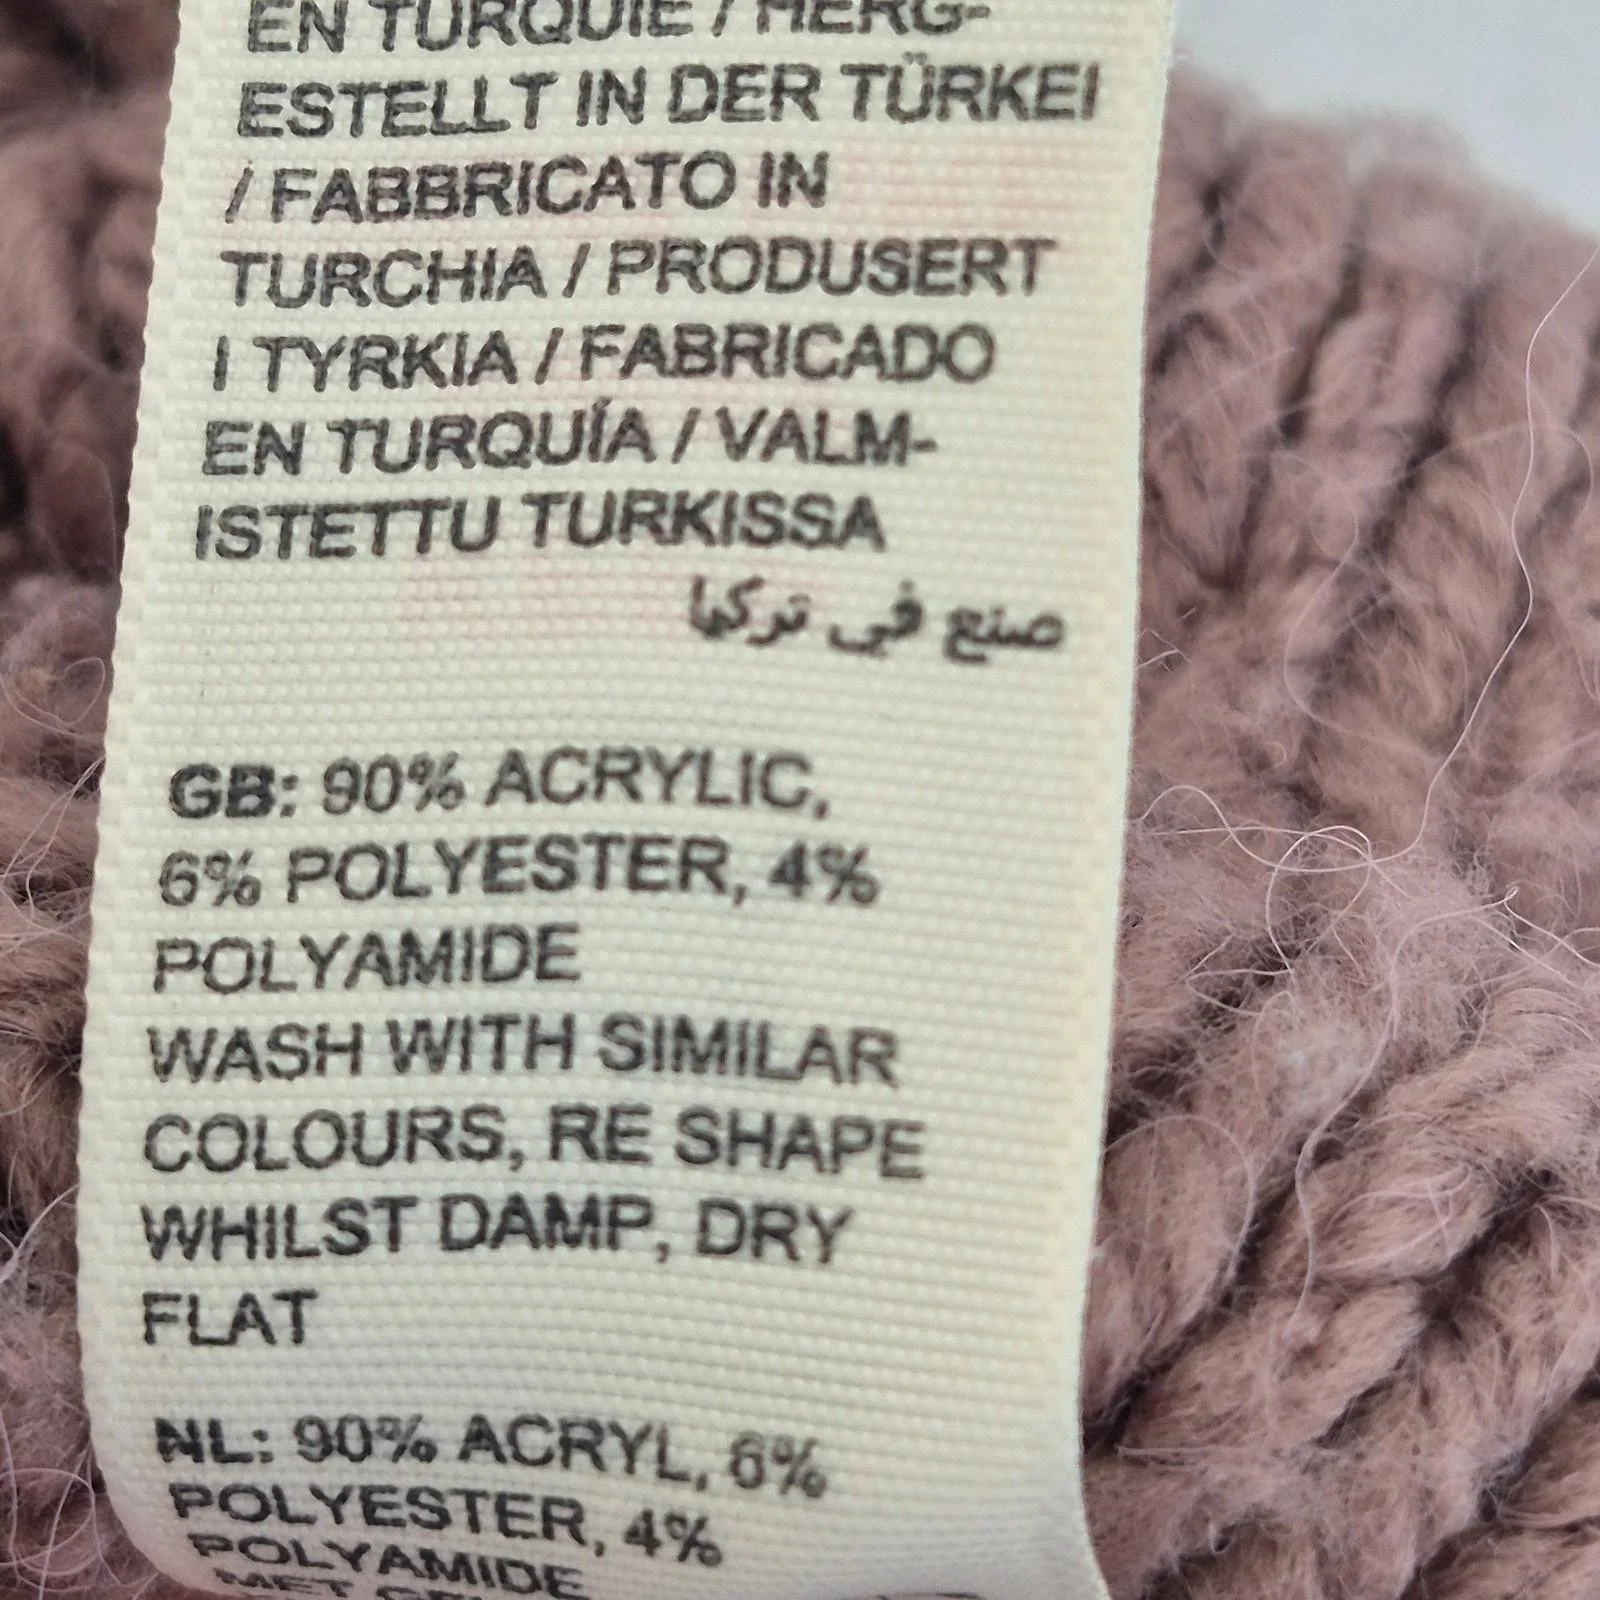 EN TURQUIE / HERG-
ESTELLT IN DER TÜRKEI
/ FABBRICATO IN
TURCHIA / PRODUSERT
I TYRKIA / FABRICADO
EN TURQUÍA / VALM-
ISTETTU TURKISSA
صنع في تركيا
GB: 90% ACRYLIC,
6% POLYESTER, 4%
POLYAMIDE
WASH WITH SIMILAR
COLOURS, RE SHAPE
WHILST DAMP, DRY
FLAT
NL: 90% ACRYL, 6%
POLYESTER, 4%
POLYAMIDE
MET